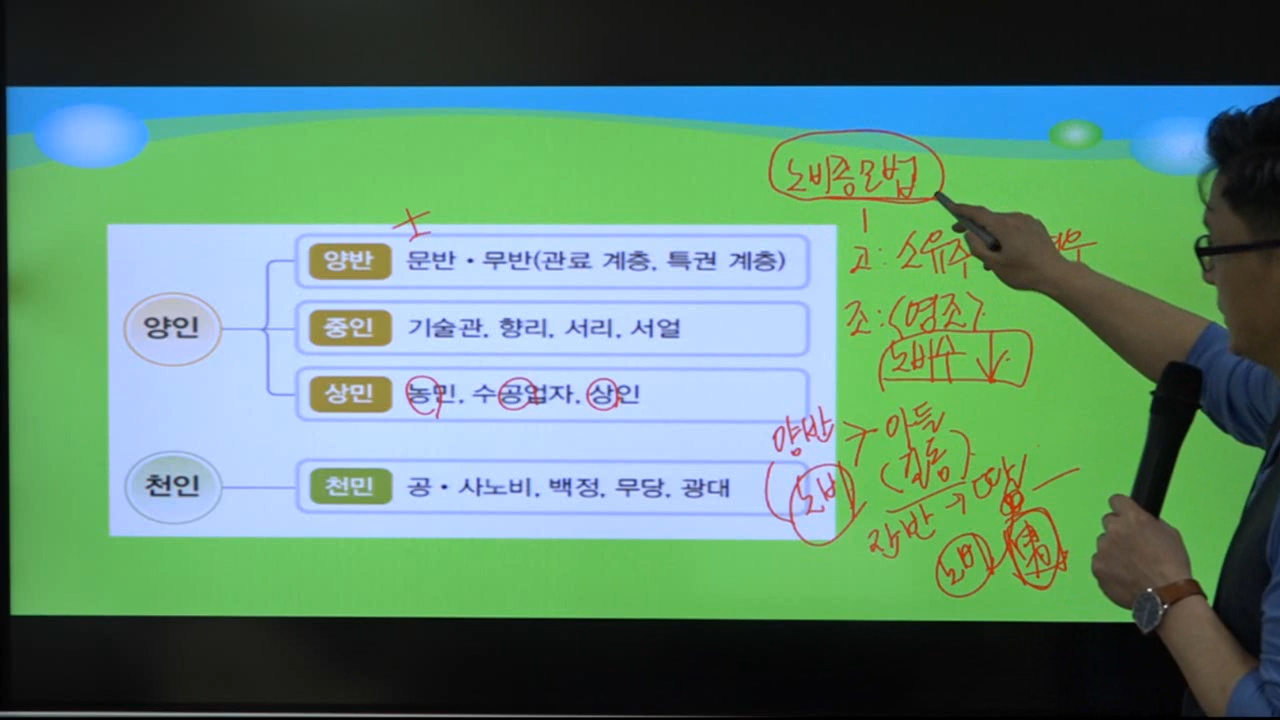 노비종모법
고: 소유주
조: (영조)
노비수 ↓
양인
양반 문반·무반(관료 계층, 특권 계층)
중인 기술관, 향리, 서리, 서얼
상민 농민, 수공업자, 상인
천인
천민 공·사노비, 백정, 무당, 광대
양반 아들
노비 (길동)
잔반 → 딸
노비